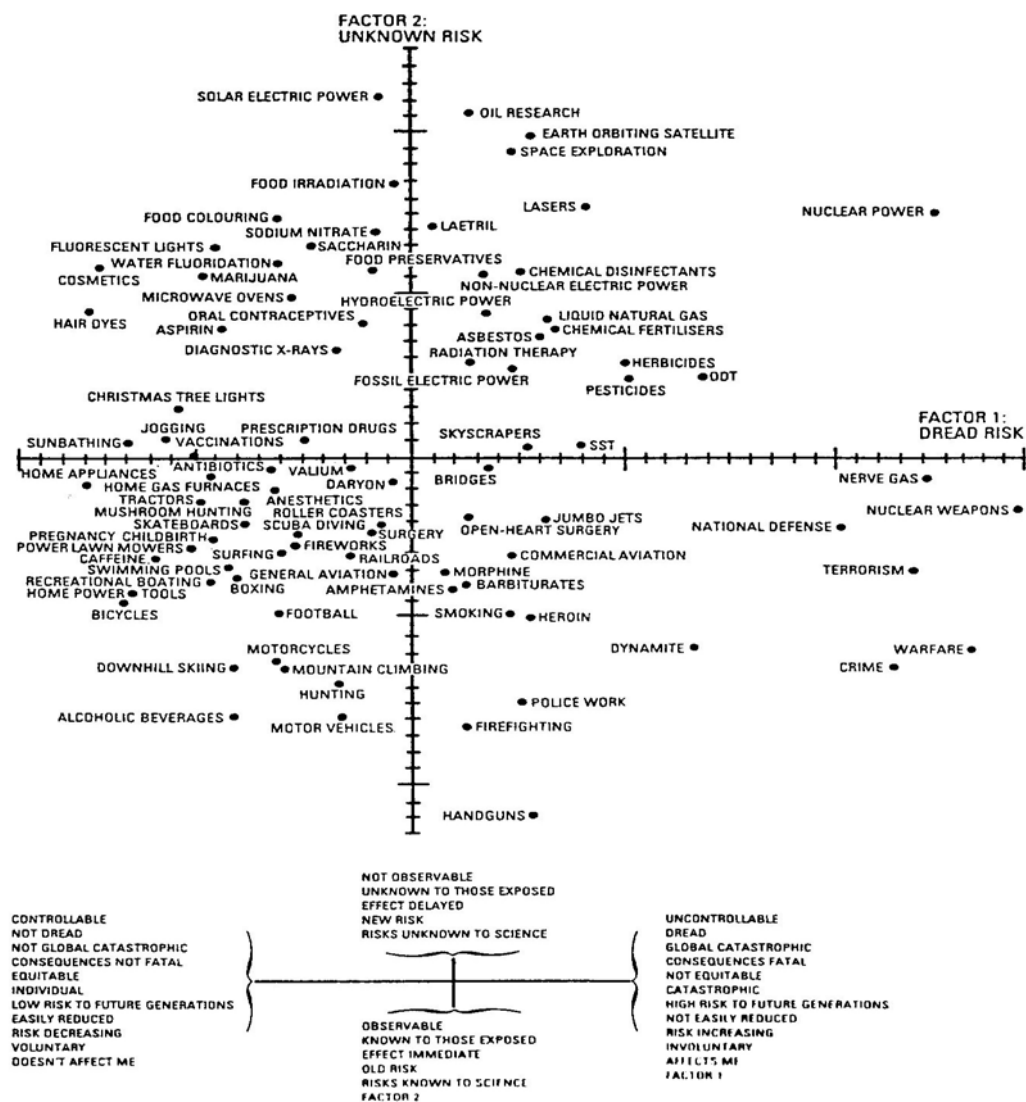 FACTOR 2:
UNKNOWN RISK
SOLAR ELECTRIC POWER
OIL RESEARCH
EARTH ORBITING SATELLITE
SPACE EXPLORATION
FOOD IRRADIATION
LASERS
NUCLEAR POWER
FOOD COLOURING
SODIUM NITRATE
LAETRIL
FLUORESCENT LIGHTS
SACCHARIN
WATER FLUORIDATION
FOOD PRESERVATIVES
COSMETICS
MARIJUANA
CHEMICAL DISINFECTANTS
NON-NUCLEAR ELECTRIC POWER
MICROWAVE OVENS
HYDROELECTRIC POWER
HAIR DYES
ORAL CONTRACEPTIVES
LIQUID NATURAL GAS
ASPIRIN
CHEMICAL FERTILISERS
ASBESTOS
DIAGNOSTIC X-RAYS
RADIATION THERAPY
HERBICIDES
FOSSIL ELECTRIC POWER
DDT
PESTICIDES
CHRISTMAS TREE LIGHTS
FACTOR 1:
DREAD RISK
JOGGING
PRESCRIPTION DRUGS
SKYSCRAPERS
SUNBATHING
VACCINATIONS
SST
HOME APPLIANCES
ANTIBIOTICS
VALIUM
BRIDGES
NERVE GAS
HOME GAS FURNACES
DARYON
TRACTORS
ANESTHETICS
MUSHROOM HUNTING
ROLLER COASTERS
NUCLEAR WEAPONS
SKATEBOARDS
SCUBA DIVING
JUMBO JETS
NATIONAL DEFENSE
PREGNANCY CHILDBIRTH
SURGERY
OPEN-HEART SURGERY
POWER LAWN MOWERS
FIREWORKS
CAFFEINE
SURFING
RAILROADS
COMMERCIAL AVIATION
SWIMMING POOLS
GENERAL AVIATION
MORPHINE
TERRORISM
RECREATIONAL BOATING
BOXING
AMPHETAMINES
BARBITURATES
HOME POWER TOOLS
BICYCLES
FOOTBALL
SMOKING
HEROIN
MOTORCYCLES
DYNAMITE
WARFARE
DOWNHILL SKIING
MOUNTAIN CLIMBING
CRIME
HUNTING
POLICE WORK
ALCOHOLIC BEVERAGES
MOTOR VEHICLES
FIREFIGHTING
HANDGUNS
NOT OBSERVABLE
UNKNOWN TO THOSE EXPOSED
EFFECT DELAYED
NEW RISK
RISKS UNKNOWN TO SCIENCE
CONTROLLABLE
NOT DREAD
NOT GLOBAL CATASTROPHIC
CONSEQUENCES NOT FATAL
EQUITABLE
INDIVIDUAL
LOW RISK TO FUTURE GENERATIONS
EASILY REDUCED
RISK DECREASING
VOLUNTARY
DOESN'T AFFECT ME
UNCONTROLLABLE
DREAD
GLOBAL CATASTROPHIC
CONSEQUENCES FATAL
NOT EQUITABLE
CATASTROPHIC
HIGH RISK TO FUTURE GENERATIONS
NOT EASILY REDUCED
RISK INCREASING
INVOLUNTARY
AFFECTS ME
FACTOR 1
OBSERVABLE
KNOWN TO THOSE EXPOSED
EFFECT IMMEDIATE
OLD RISK
RISKS KNOWN TO SCIENCE
FACTOR 2